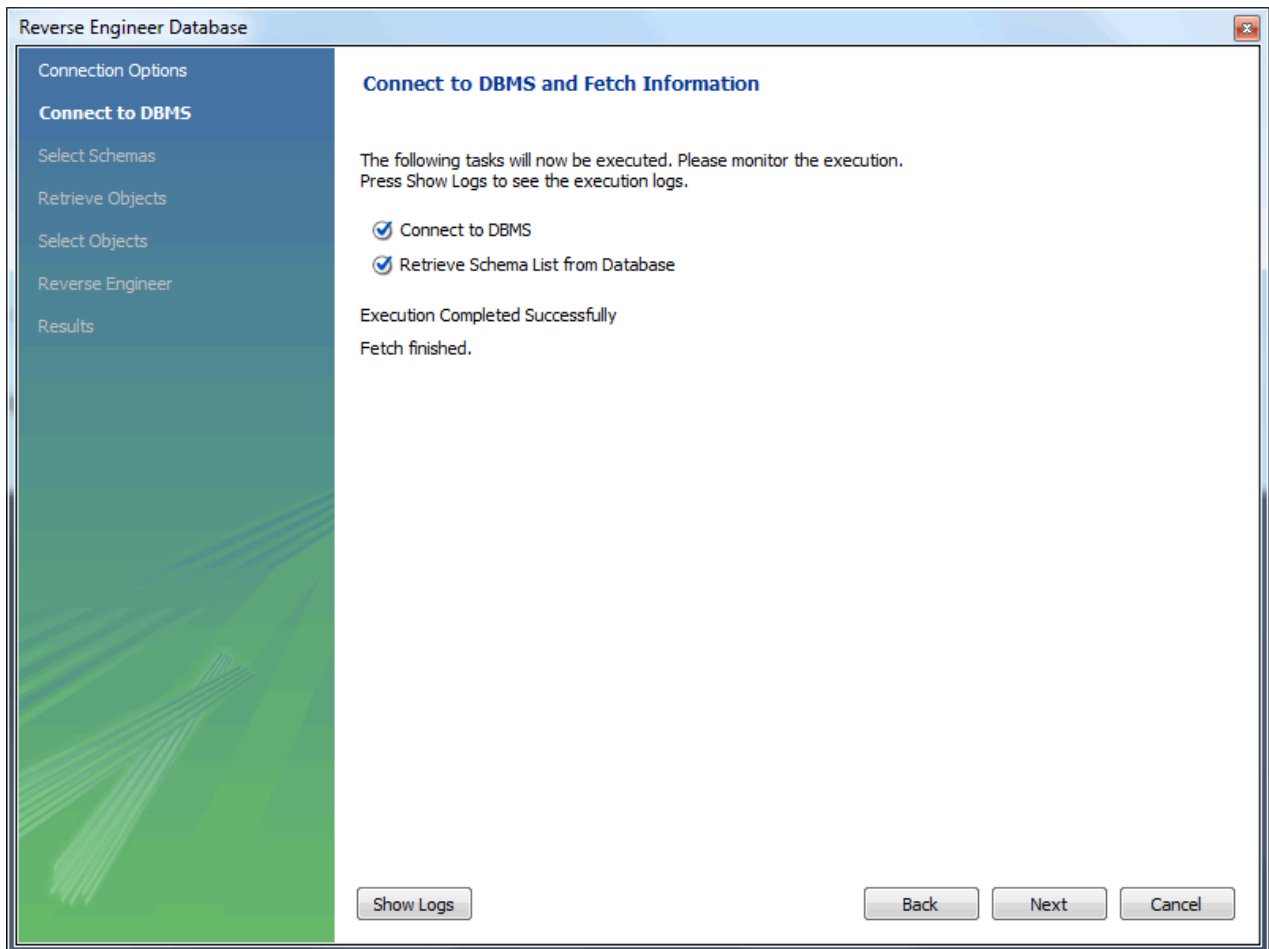 Reverse Engineer Database
Connection Options
Connect to DBMS
Select Schemas
Retrieve Objects
Select Objects
Reverse Engineer
Results
Connect to DBMS and Fetch Information
The following tasks will now be executed. Please monitor the execution.
Press Show Logs to see the execution logs.
Connect to DBMS
Retrieve Schema List from Database
Execution Completed Successfully
Fetch finished.
Show Logs
Back
Next
Cancel